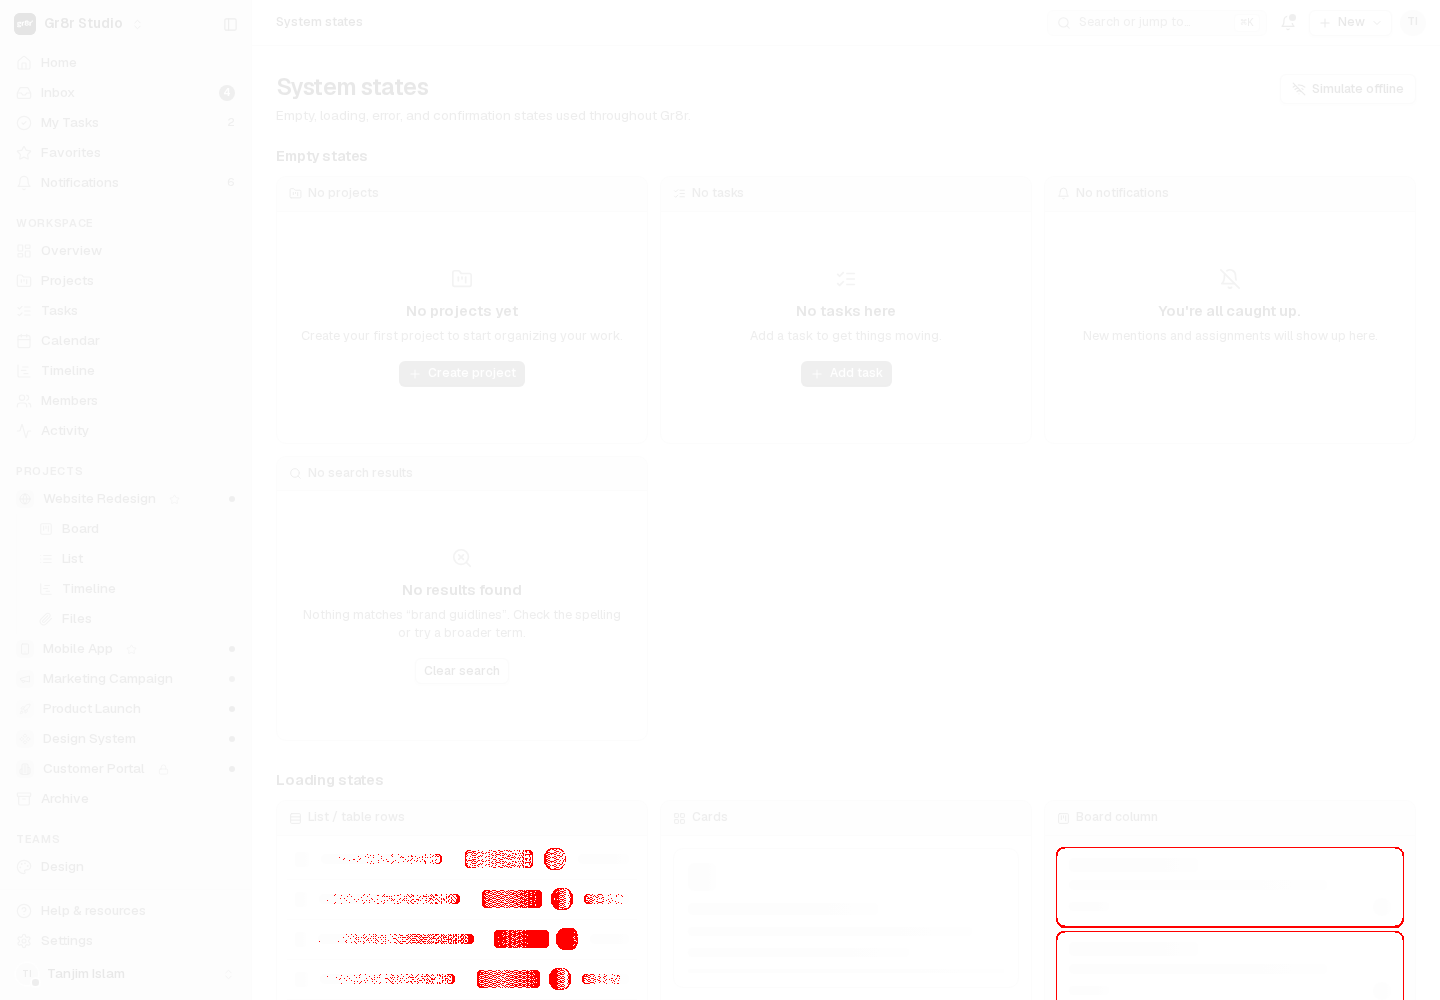 Gr8r Studio
System states
Search or jump to...
⌘K
New
TI
Home
Inbox
4
My Tasks
2
Favorites
Notifications
6
WORKSPACE
Overview
Projects
Tasks
Calendar
Timeline
Members
Activity
PROJECTS
Website Redesign
Board
List
Timeline
Files
Mobile App
Marketing Campaign
Product Launch
Design System
Customer Portal
Archive
TEAMS
Design
Help & resources
Settings
TI
Tanjim Islam
System states
Simulate offline
Empty, loading, error, and confirmation states used throughout Gr8r.
Empty states
No projects
No projects yet
Create your first project to start organizing your work.
Create project
No tasks
No tasks here
Add a task to get things moving.
Add task
No notifications
You're all caught up.
New mentions and assignments will show up here.
No search results
No results found
Nothing matches "brand guidlines". Check the spelling
or try a broader term.
Clear search
Loading states
List / table rows
Cards
Board column